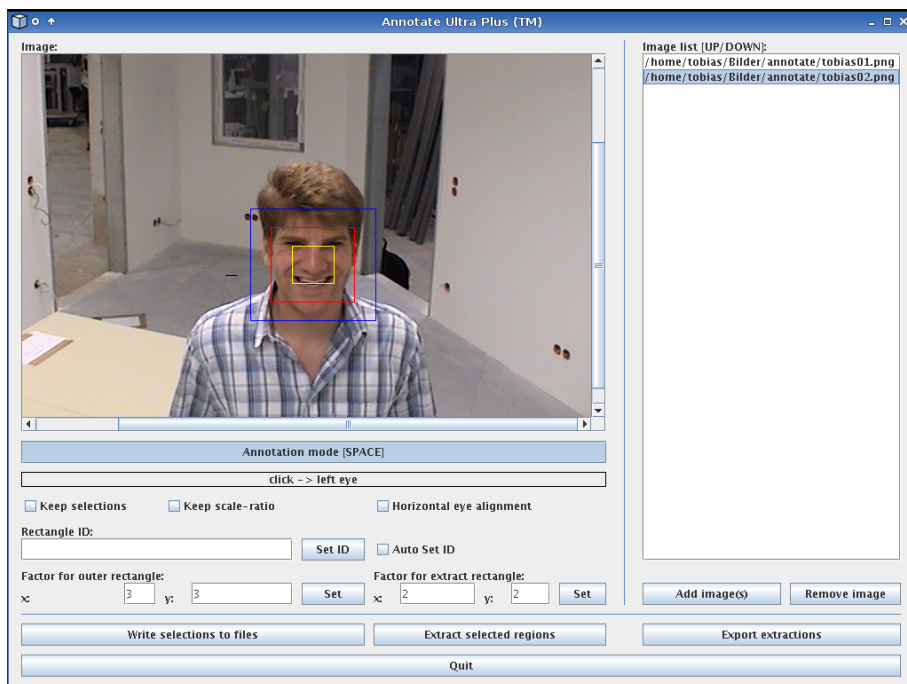 Annotate Ultra Plus (TM)
Image:
Image list [UP/DOWN]:
/home/tobias/Bilder/annotate/tobias01.png
/home/tobias/Bilder/annotate/tobias02.png
Annotation mode [SPACE]
click -> left eye
Keep selections
Keep scale-ratio
Horizontal eye alignment
Rectangle ID:
Set ID
Auto Set ID
Factor for outer rectangle:
x: 3 y: 3 Set
Factor for extract rectangle:
x: 2 y: 2 Set
Add image(s)
Remove image
Write selections to files
Extract selected regions
Export extractions
Quit